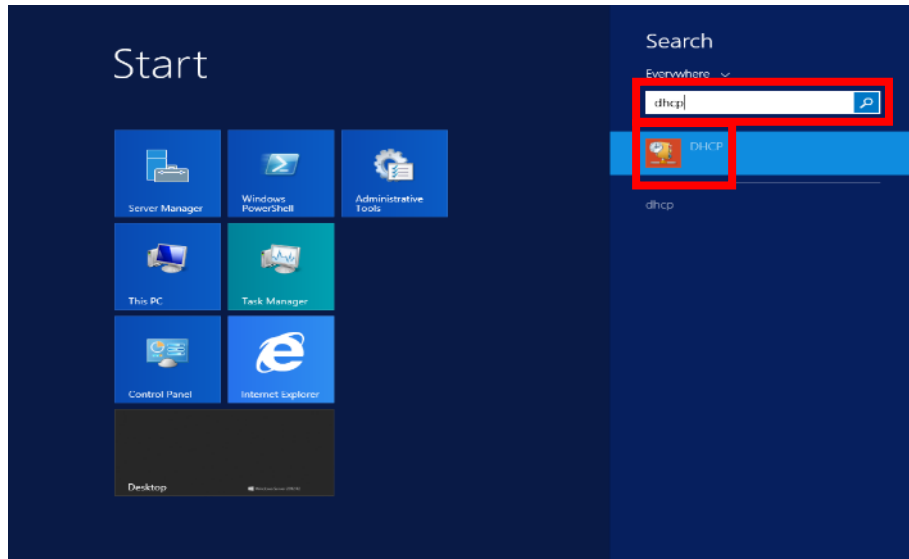 Start
Server Manager
Windows
PowerShell
Administrative
Tools
This PC
Task Manager
Control Panel
Internet Explorer
Desktop
Search
Everywhere
dhcp
DHCP
dhcp